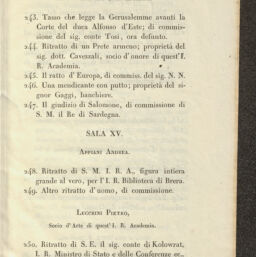 243. Tasso che legge la Gerusalemme avanti la
Corte del duca Alfonso d'Este; di commis-
sione del sig. conte Tosi, ora defunto.
244. Ritratto di un Prete armeno; proprietà del
sig. dott. Cavezzali, socio d'onore di quest'I.
R. Academia.
245. Il ratto d'Europa, di commiss. del sig. N. N.
246. Una mendicante con putto; proprietà del si-
gnor Gaggi, banchiere.
247. Il giudizio di Salomone, di commissione di
S. M. il Re di Sardegna.
SALA XV.
APPIANI ANDREA.
248. Ritratto di S. M. I. R. A., figura intiera
grande al vero, per l'I. R. Biblioteca di Brera.
249. Altro ritratto d'uomo, di commissione.
LUCCHINI PIETRO,
Socio d'Arte di quest'I. R. Academia.
250. Ritratto di S. E. il sig. conte di Kolowrat,
I. R. Ministro di Stato e delle Conferenze ec.,